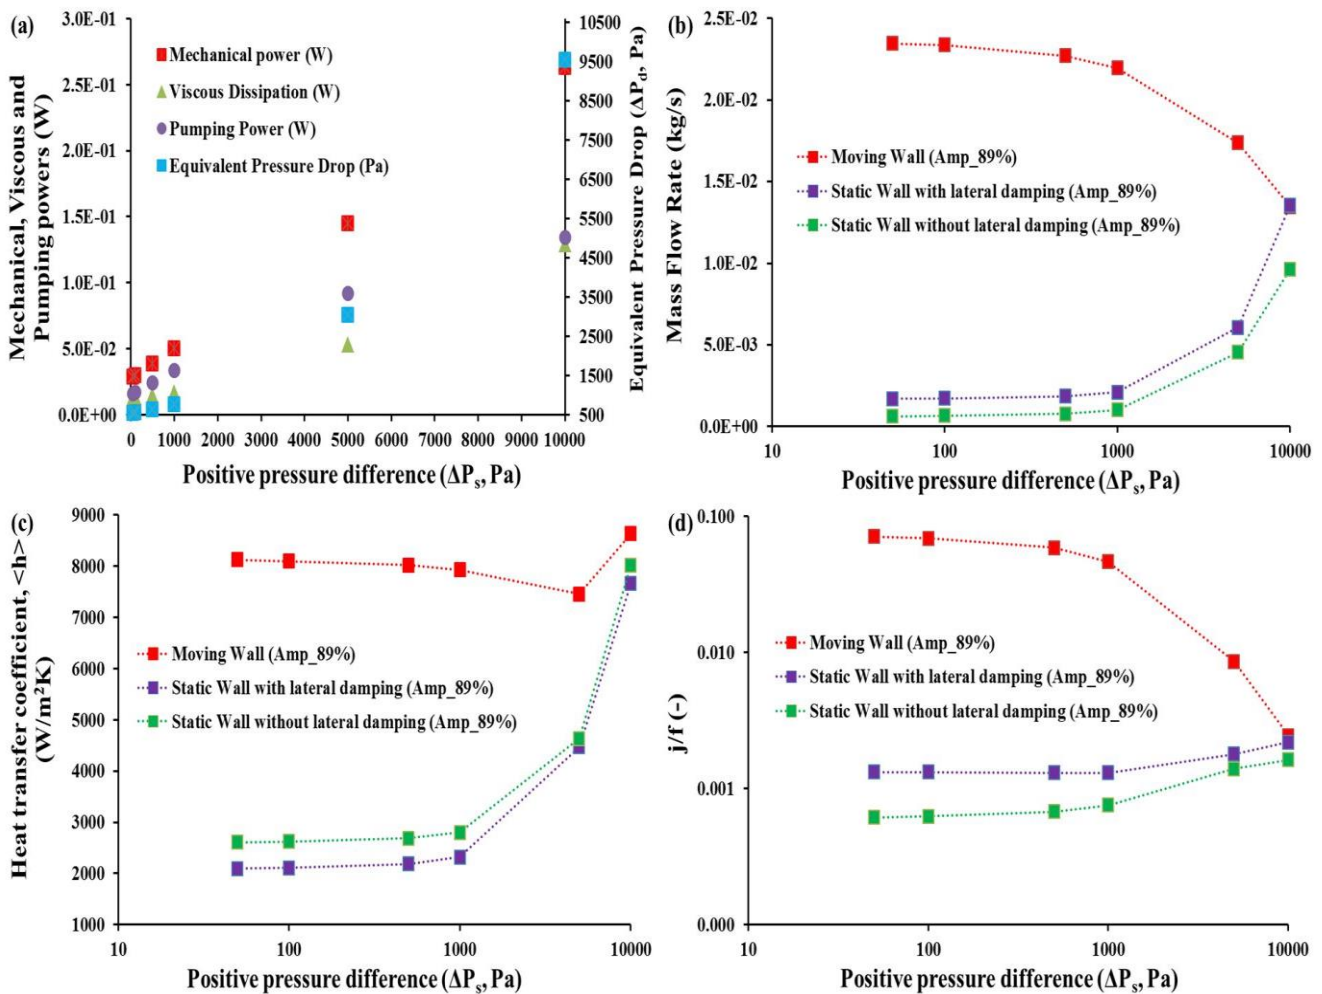 (a)
3.0E-01
2.5E-01
2.0E-01
1.5E-01
1.0E-01
5.0E-02
0.0E+00
Mechanical, Viscous and
Pumping powers (W)
Mechanical power (W)
Viscous Dissipation (W)
Pumping Power (W)
Equivalent Pressure Drop (Pa)
10500
9500
8500
7500
6500
5500
4500
3500
2500
1500
500
Equivalent Pressure Drop (ΔPd, Pa)
0 1000 2000 3000 4000 5000 6000 7000 8000 9000 10000
Positive pressure difference (ΔPs, Pa)
(b)
2.5E-02
2.0E-02
1.5E-02
1.0E-02
5.0E-03
0.0E+00
Mass Flow Rate (kg/s)
Moving Wall (Amp_89%)
Static Wall with lateral damping (Amp_89%)
Static Wall without lateral damping (Amp_89%)
10 100 1000 10000
Positive pressure difference (ΔPs, Pa)
(c)
9000
8000
7000
6000
5000
4000
3000
2000
1000
Heat transfer coefficient, <h>
(W/m²K)
Moving Wall (Amp_89%)
Static Wall with lateral damping (Amp_89%)
Static Wall without lateral damping (Amp_89%)
10 100 1000 10000
Positive pressure difference (ΔPs, Pa)
(d)
0.100
0.010
0.001
0.000
j/f (-)
Moving Wall (Amp_89%)
Static Wall with lateral damping (Amp_89%)
Static Wall without lateral damping (Amp_89%)
10 100 1000 10000
Positive pressure difference (ΔPs, Pa)